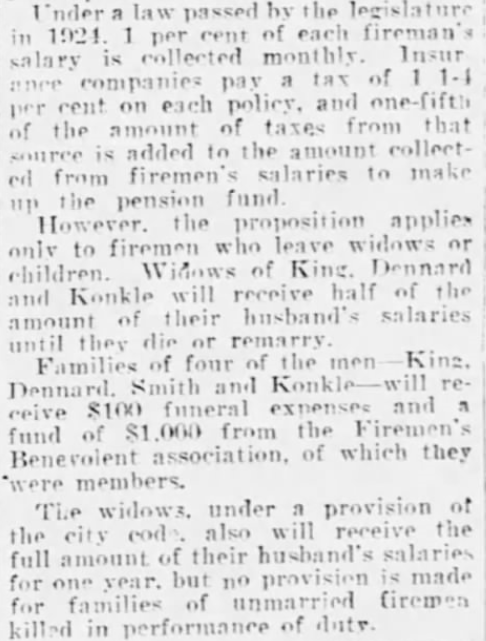 Under a law passed by the legislature
in 1924, 1 per cent of each fireman's
salary is collected monthly. Insur
ance companies pay a tax of 1 1-4
per cent on each policy, and one-fifth
of the amount of taxes from that
source is added to the amount collect-
ed from firemen's salaries to make
up the pension fund.
However, the proposition applies
only to firemen who leave widows or
children. Widows of King, Dennard
and Konkle will receive half of the
amount of their husband's salaries
until they die or remarry.
Families of four of the men—King,
Dennard, Smith and Konkle—will re-
ceive $100 funeral expenses and a
fund of $1,000 from the Firemen's
Benevolent association, of which they
were members.
The widows, under a provision of
the city code, also will receive the
full amount of their husband's salaries
for one year, but no provision is made
for families of unmarried firemen
killed in performance of duty.